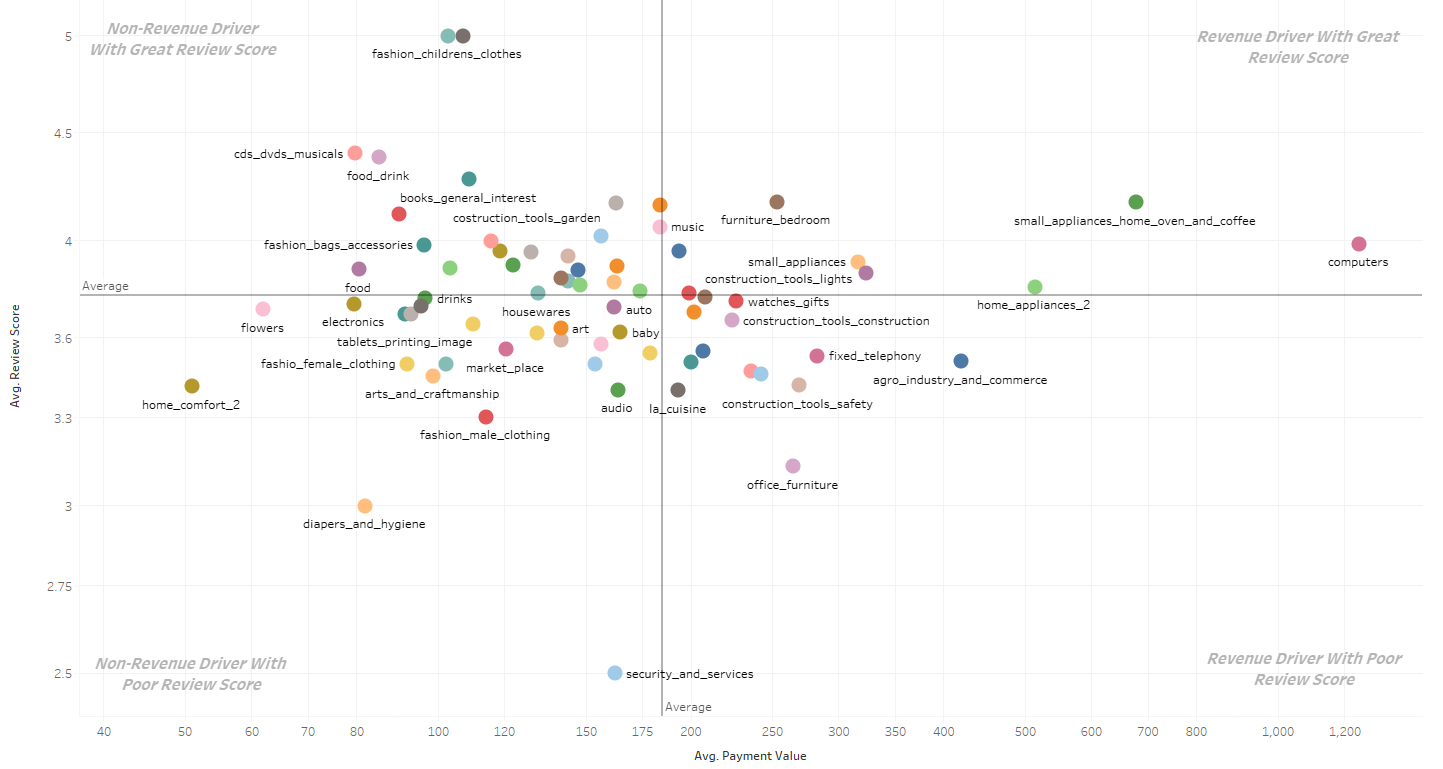 Non-Revenue Driver
With Great Review Score
Revenue Driver With Great
Review Score
5
fashion_childrens_clothes
4.5
cds_dvds_musicals
food_drink
books_general_interest
costruction_tools_garden
furniture_bedroom
small_appliances_home_oven_and_coffee
music
4
fashion_bags_accessories
small_appliances
computers
construction_tools_lights
food
Average
drinks
home_appliances_2
watches_gifts
housewares
auto
electronics
construction_tools_construction
flowers
art
baby
3.6
tablets_printing_image
fixed_telephony
fashio_female_clothing
market_place
agro_industry_and_commerce
arts_and_craftmanship
home_comfort_2
audio
la_cuisine
construction_tools_safety
3.3
fashion_male_clothing
office_furniture
3
diapers_and_hygiene
2.75
Non-Revenue Driver With
Poor Review Score
Revenue Driver With Poor
Review Score
2.5
security_and_services
Average
Avg. Review Score
40 50 60 70 80 100 120 150 175 200 250 300 350 400 500 600 700 800 1,000 1,200
Avg. Payment Value